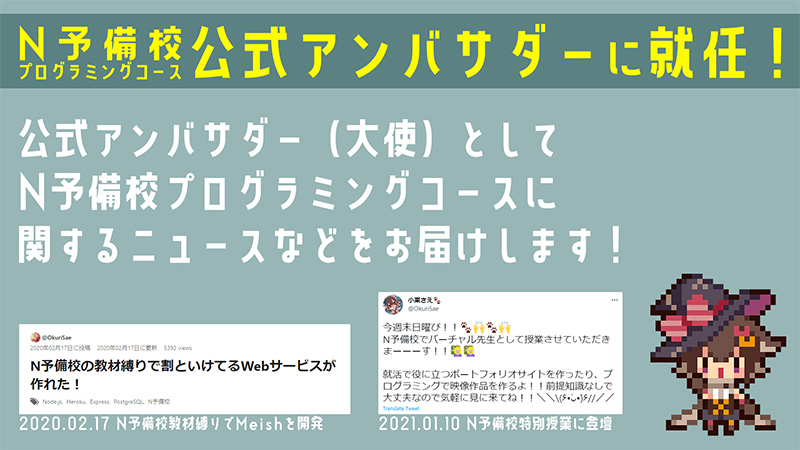 N予備校
プログラミングコース
公式アンバサダーに就任！
公式アンバサダー（大使）として
N予備校プログラミングコースに
関するニュースなどをお届けします！
@OkuriSae
2020年02月17日に投稿 2020年02月17日に更新 5392 views
N予備校の教材縛りで割といけてるWebサービスが
作れた！
Node.js, Heroku, Express, PostgreSQL, N予備校
2020.02.17 N予備校教材縛りでMeishを開発
小栗さえ🐾
@OkuriSae
今週末日曜び！！🐾🙌🐾🙌
N予備校でバーチャル先生として授業させていただき
まーーーす！！🙋‍♀️🙋‍♀️
就活で役に立つポートフォリオサイトを作ったり、プ
ログラミングで映像作品を作るよ！！前提知識なしで
大丈夫なので気軽に見に来てね！！＼＼\(۶•̀ᴗ•́)۶//／／
Translate Tweet
2021.01.10 N予備校特別授業に登壇